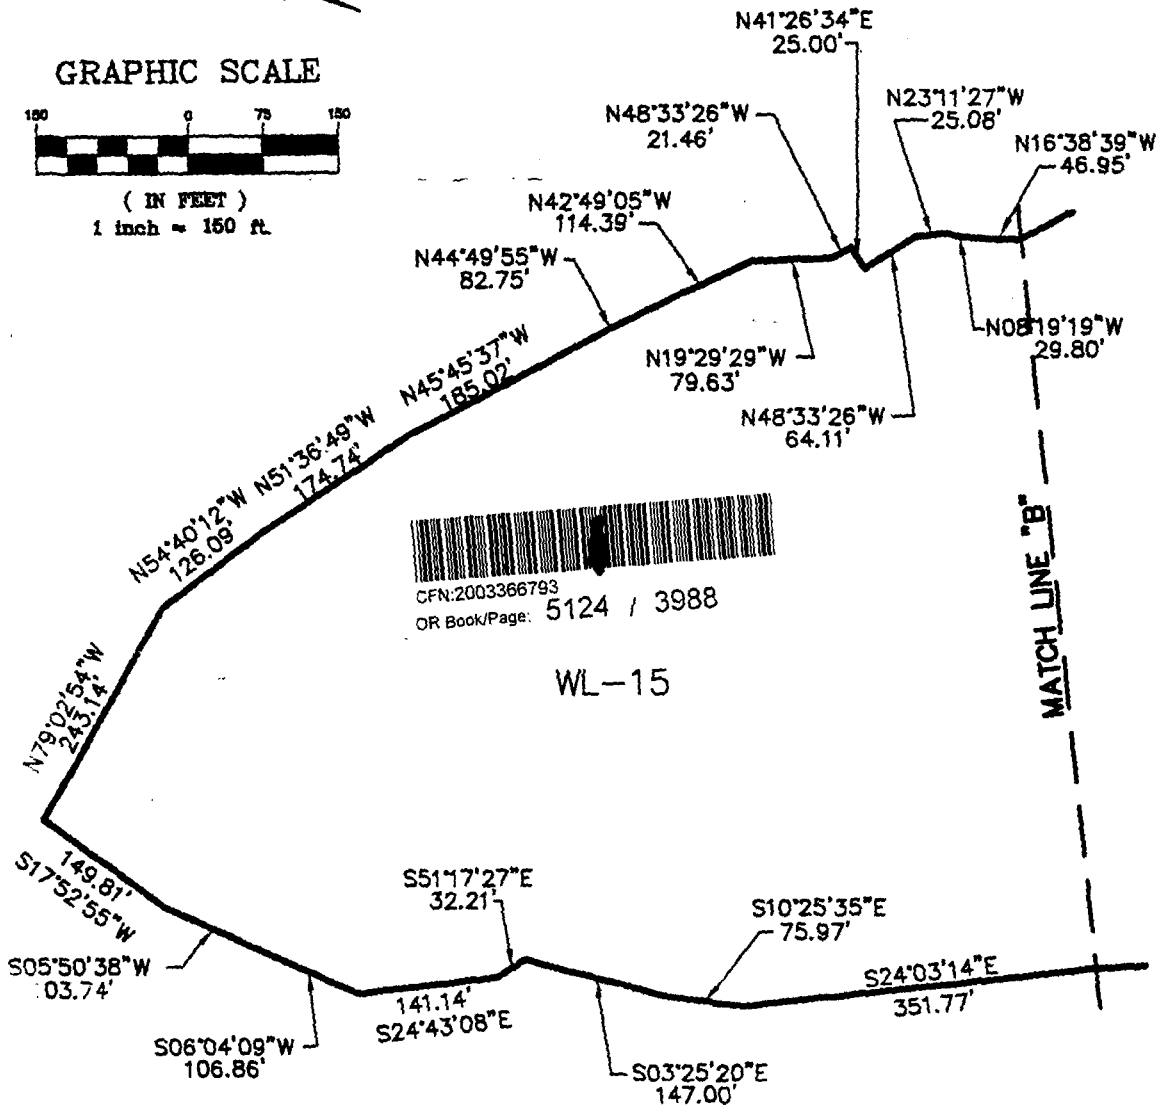 GRAPHIC SCALE
150 0 75 150
( IN FEET )
1 inch = 150 ft.
N41°26'34"E
25.00'
N23°11'27"W
25.08'
N48°33'26"W
21.46'
N16°38'39"W
46.95'
N42°49'05"W
114.39'
N44°49'55"W
82.75'
N08°19'19"W
29.80'
N19°29'29"W
79.63'
N48°33'26"W
64.11'
N45°45'37"W
185.02'
N51°36'49"W
174.74'
N54°40'12"W
126.09'
CFN:2003366793
OR Book/Page: 5124 / 3988
WL-15
MATCH LINE "B"
N79°02'54"W
243.14'
149.81'
S17°52'55"W
S51°17'27"E
32.21'
S10°25'35"E
75.97'
S05°50'38"W
03.74'
S24°03'14"E
351.77'
141.14'
S24°43'08"E
S06°04'09"W
106.86'
S03°25'20"E
147.00'